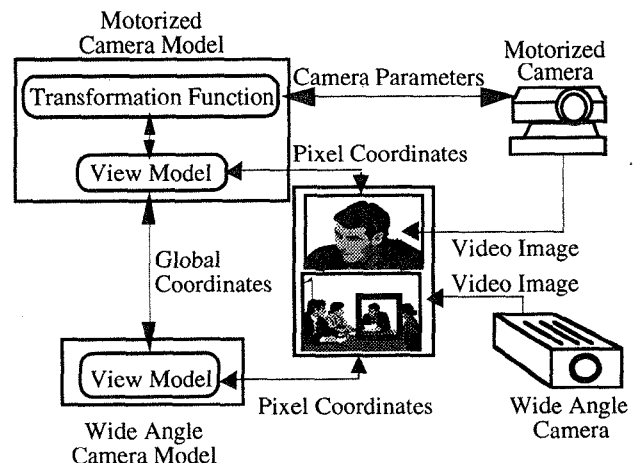 Motorized
Camera Model
Transformation Function
View Model
Camera Parameters
Motorized
Camera
Pixel Coordinates
Video Image
Video Image
Global
Coordinates
View Model
Pixel Coordinates
Wide Angle
Camera Model
Wide Angle
Camera